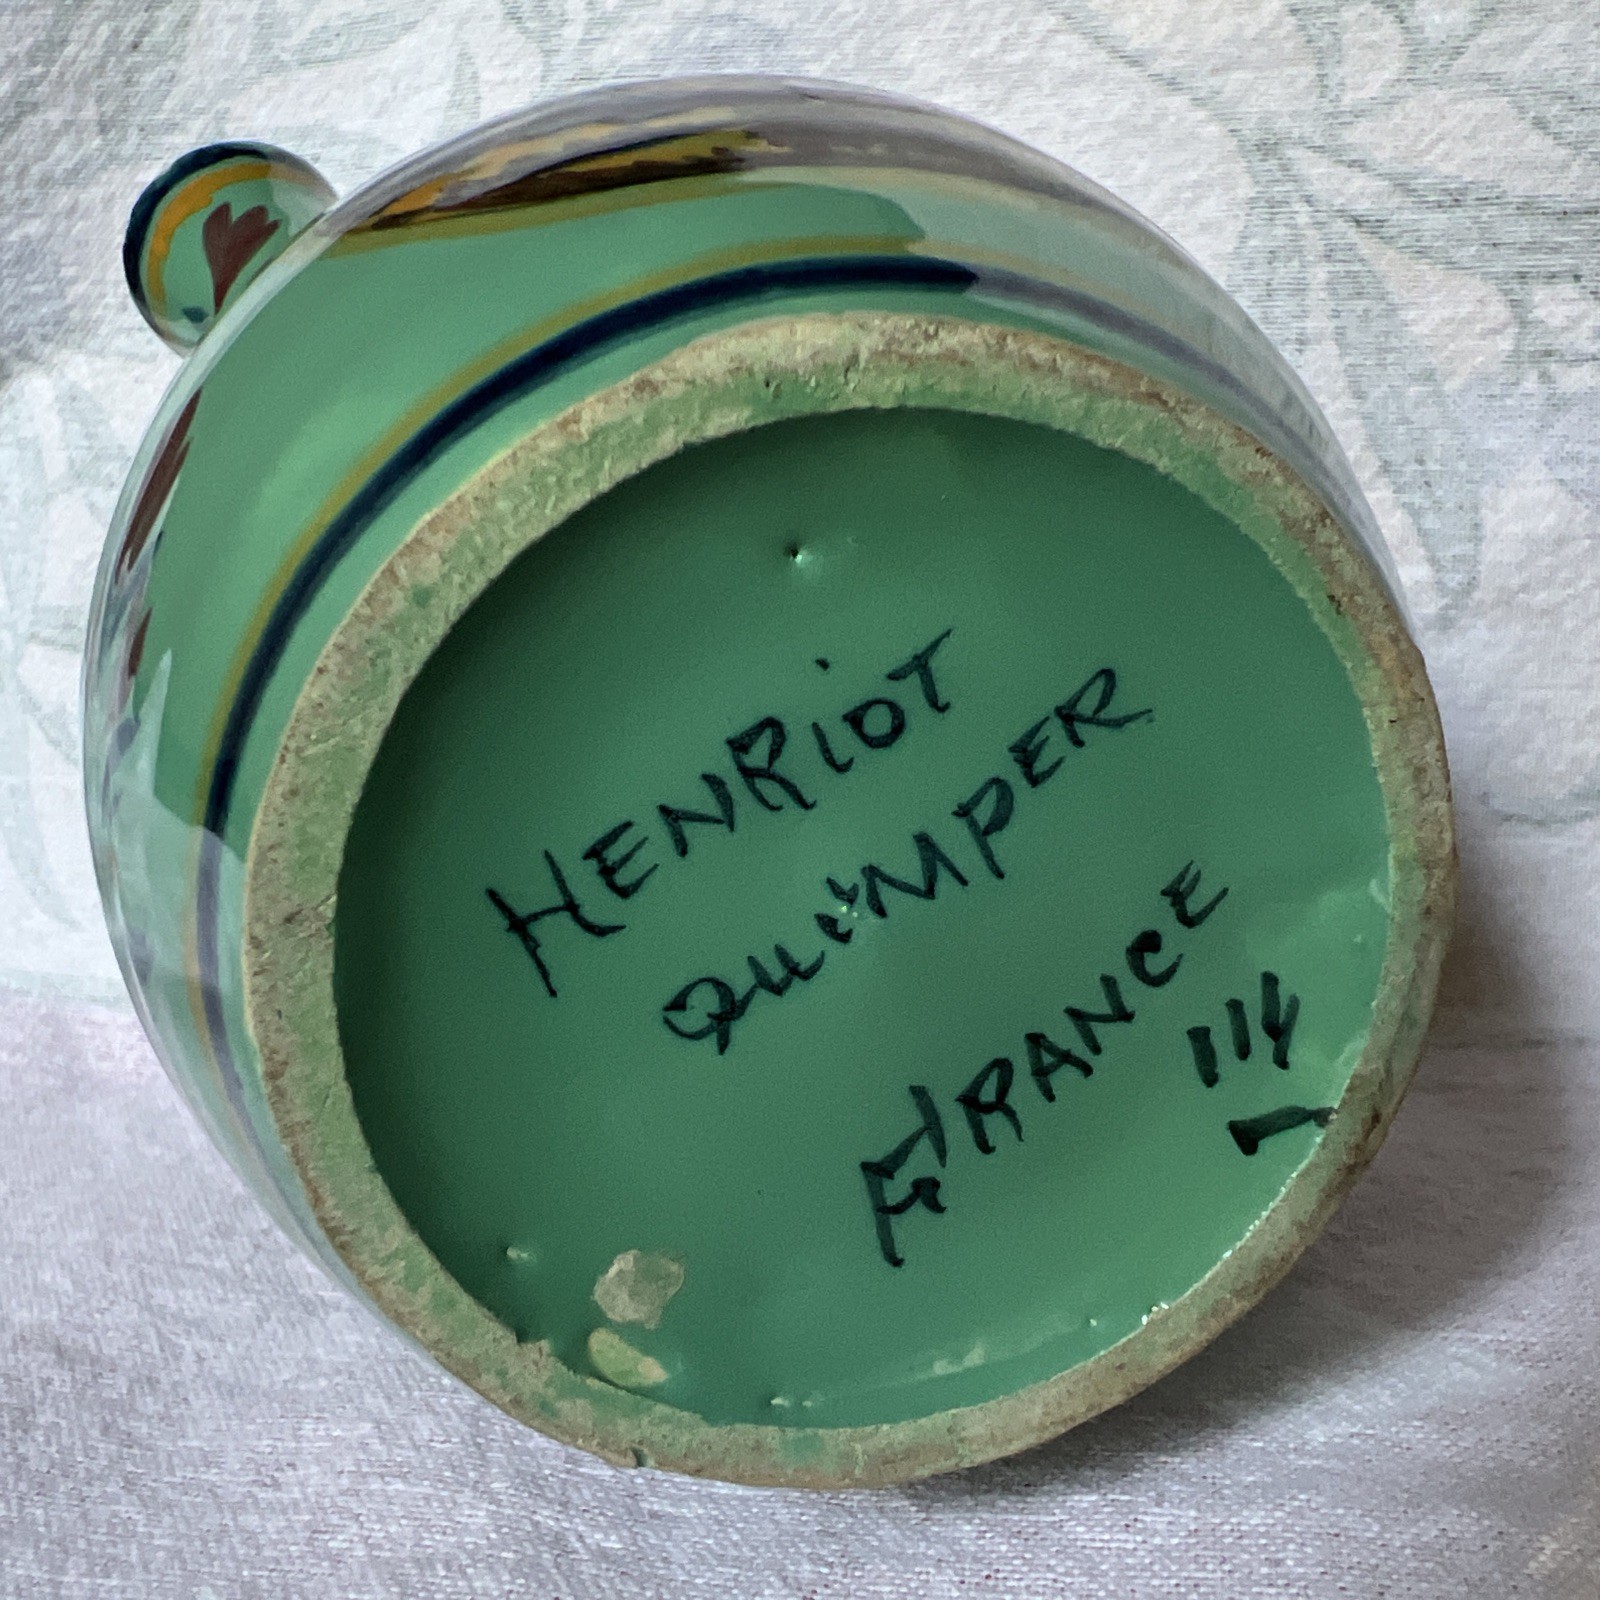 HENRiOT
QUiMPER
FRANCE
114